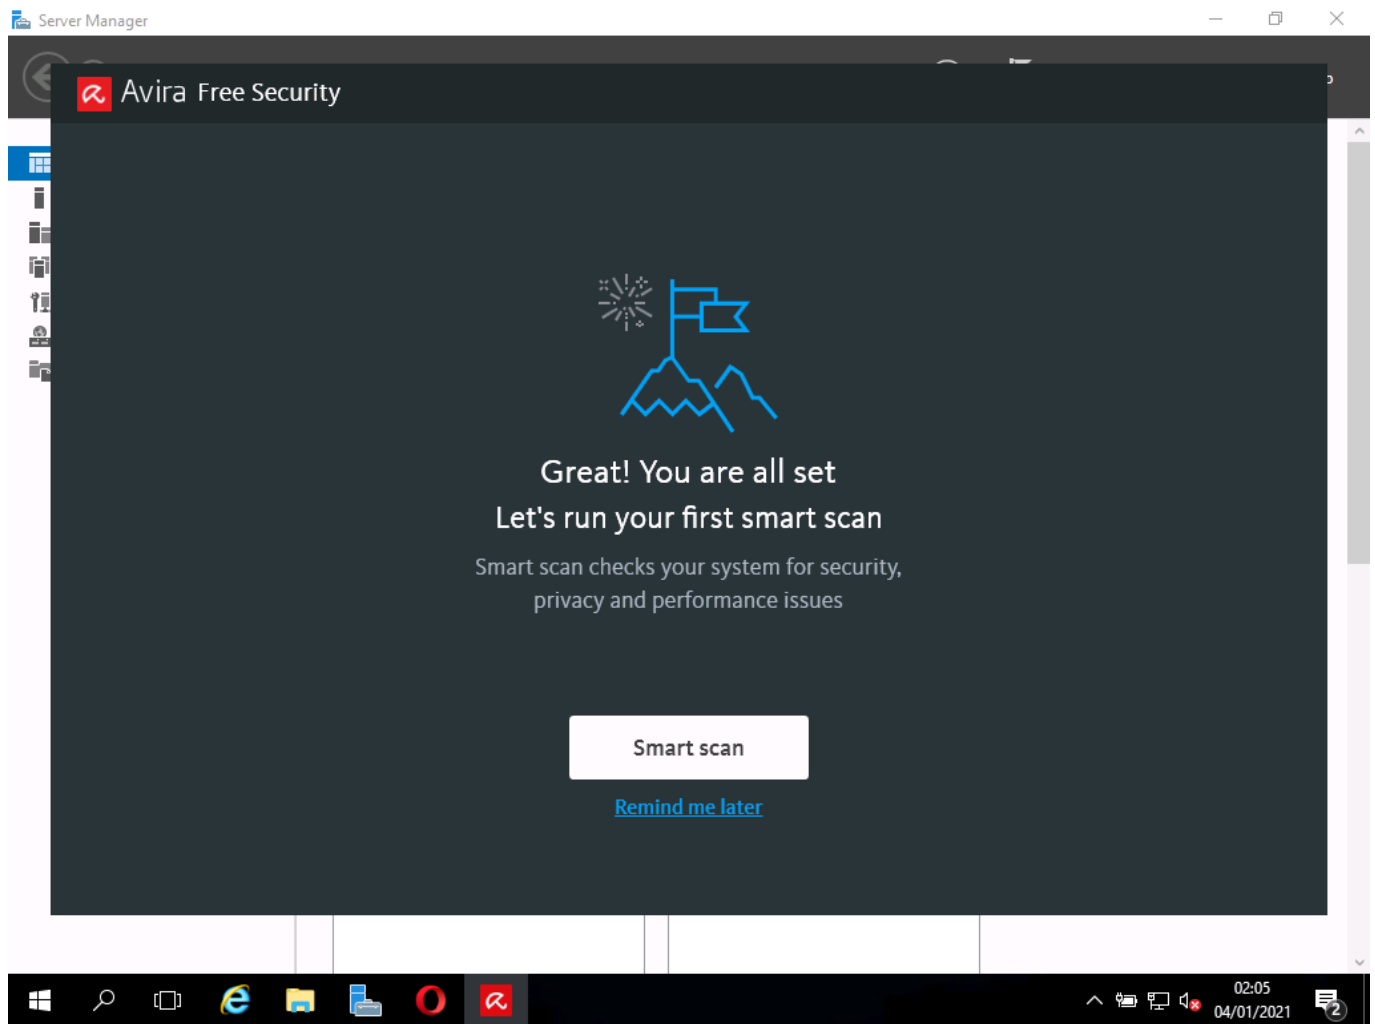 Server Manager
Avira Free Security
Great! You are all set
Let's run your first smart scan
Smart scan checks your system for security,
privacy and performance issues
Smart scan
Remind me later
02:05
04/01/2021
2